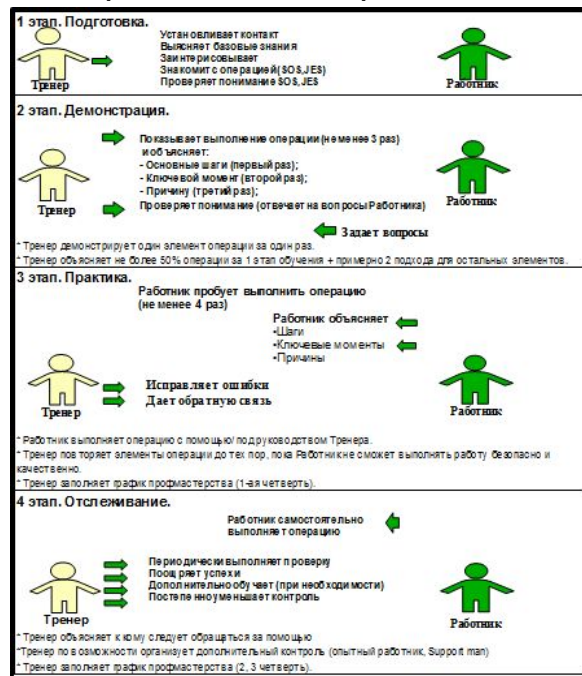 1 этап. Подготовка.
Устанавливает контакт
Выясняет базовые знания
Заинтерисовывает
Знакомит с операцией(SOS,JES)
Проверяет понимание SOS,JES
Тренер
Работник
2 этап. Демонстрация.
Показывает выполнение операции (не менее 3 раз)
и объясняет:
- Основные шаги (первый раз);
- Ключевой момент (второй раз);
- Причину (третий раз);
Проверяет понимание (отвечает на вопросы Работника)
Тренер
Работник
Задает вопросы
* Тренер демонстрирует один элемент операции за один раз.
* Тренер объясняет не более 50% операции за 1 этап обучения + примерно 2 подхода для остальных элементов.
3 этап. Практика.
Работник пробует выполнить операцию
(не менее 4 раз)
Работник объясняет
•Шаги
•Ключевые моменты
•Причины
Исправляет ошибки
Дает обратную связь
Тренер
Работник
* Работник выполняет операцию с помощью/ под руководством Тренера.
* Тренер повторяет элементы операции до тех пор, пока Работник не сможет выполнять работу безопасно и
качественно.
* Тренер заполняет график профмастерства (1-ая четверть).
4 этап. Отслеживание.
Работник самостоятельно
выполняет операцию
Периодически выполняет проверку
Поощряет успехи
Дополнительно обучает (при необходимости)
Постепенно уменьшает контроль
Тренер
Работник
* Тренер объясняет к кому следует обращаться за помощью
*Тренер по возможности организует дополнительный контроль (опытный работник, Support man)
* Тренер заполняет график профмастерства (2, 3 четверть).